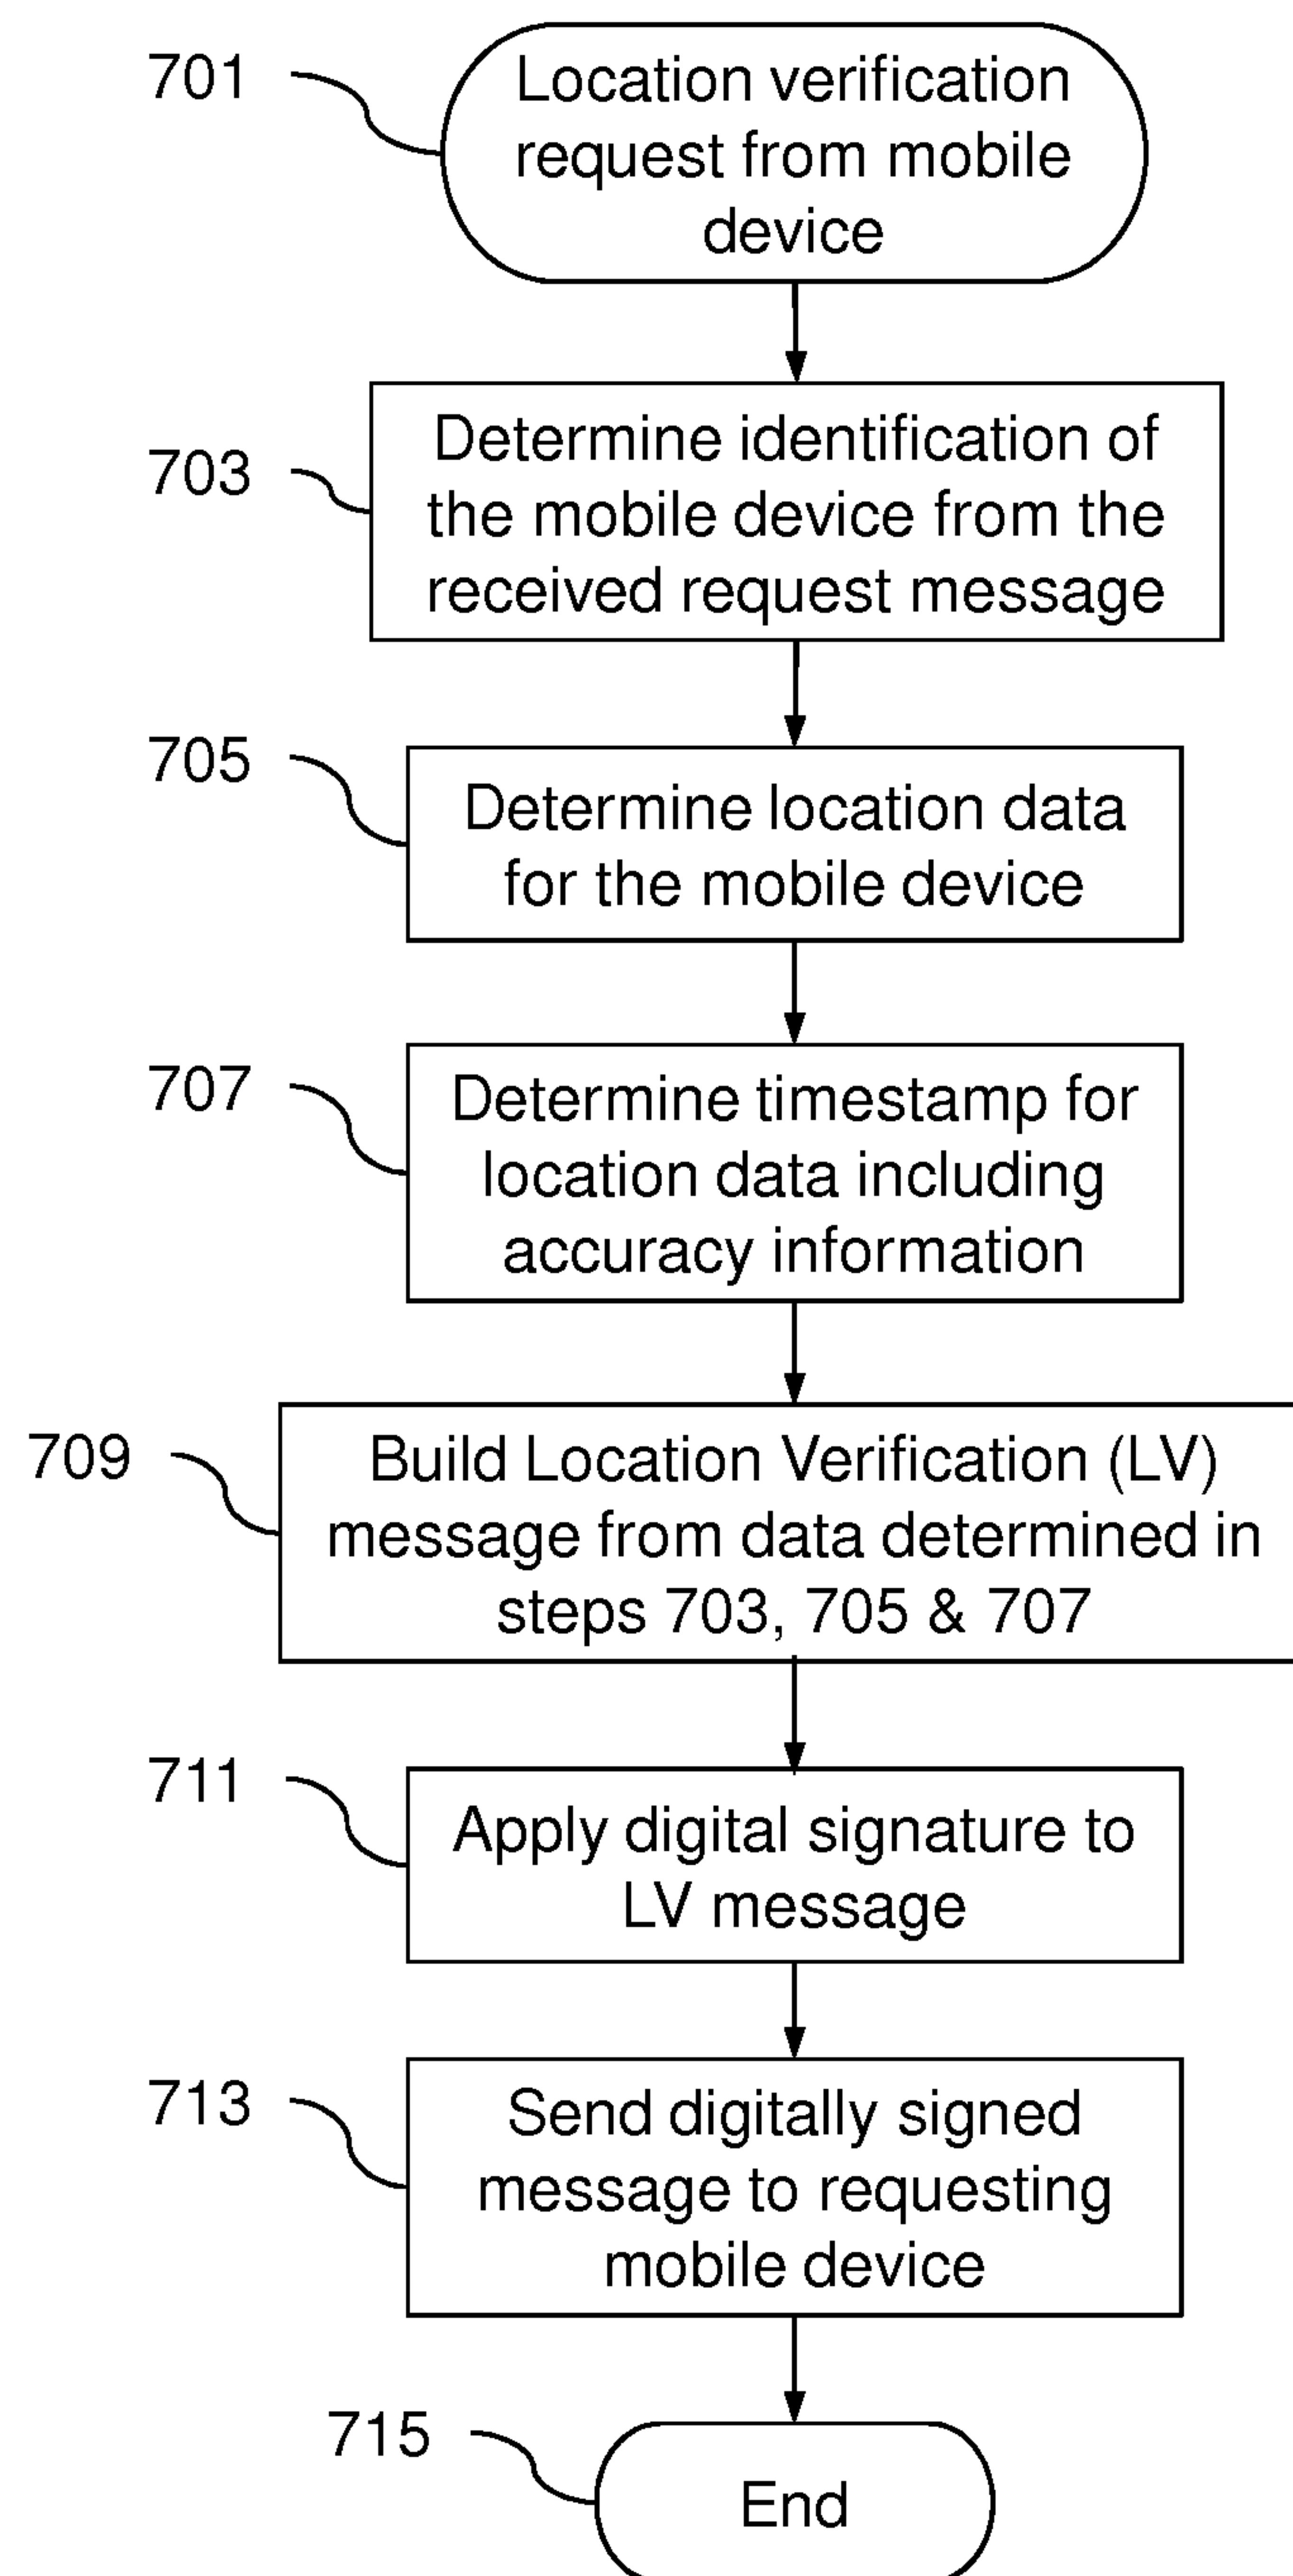 701
Location verification
request from mobile
device
703
Determine identification of
the mobile device from the
received request message
705
Determine location data
for the mobile device
707
Determine timestamp for
location data including
accuracy information
709
Build Location Verification (LV)
message from data determined in
steps 703, 705 & 707
711
Apply digital signature to
LV message
713
Send digitally signed
message to requesting
mobile device
715
End